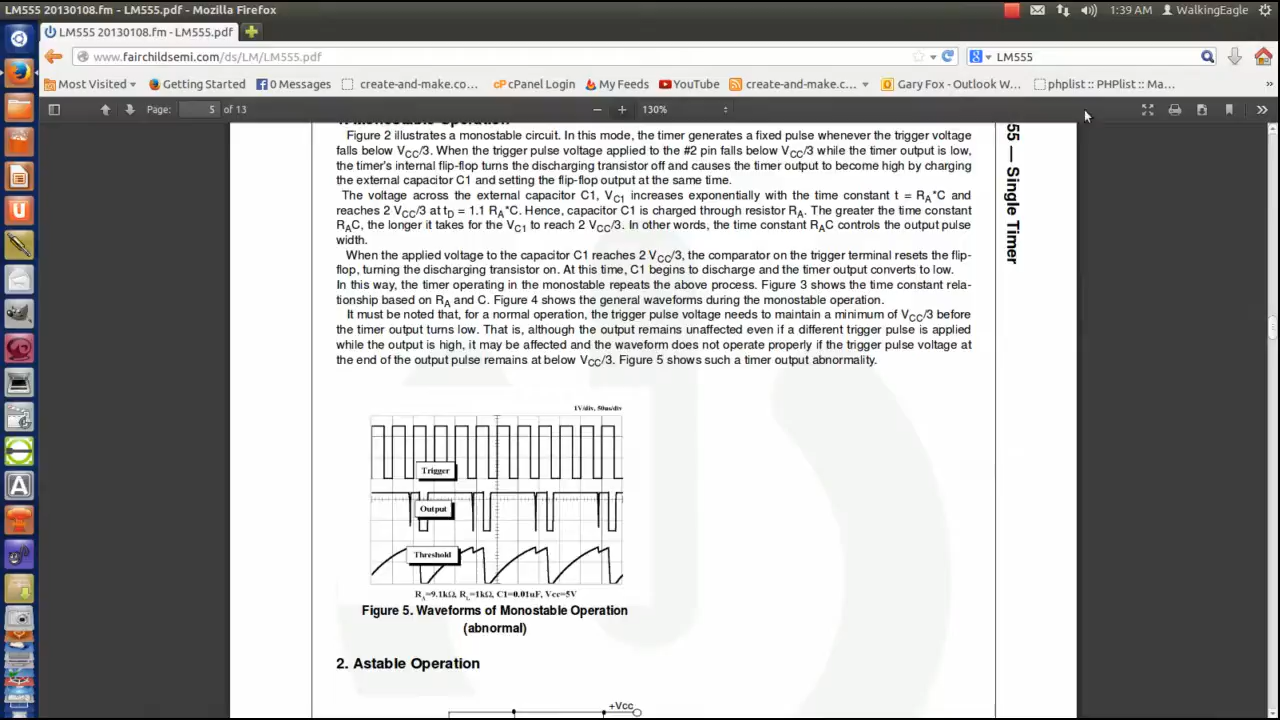 LM555 20130108.fm - LM555.pdf - Mozilla Firefox
1:39 AM
WalkingEagle
LM555 20130108.fm - LM555.pdf
www.fairchildsemi.com/ds/LM/LM555.pdf
LM555
Most Visited
Getting Started
0 Messages
create-and-make.co...
cPanel Login
My Feeds
YouTube
create-and-make.c...
Gary Fox - Outlook W...
phplist :: PHPlist :: Ma...
Page: 5 of 13
130%
Figure 2 illustrates a monostable circuit. In this mode, the timer generates a fixed pulse whenever the trigger voltage
falls below VCC/3. When the trigger pulse voltage applied to the #2 pin falls below VCC/3 while the timer output is low,
the timer's internal flip-flop turns the discharging transistor off and causes the timer output to become high by charging
the external capacitor C1 and setting the flip-flop output at the same time.
The voltage across the external capacitor C1, VC1 increases exponentially with the time constant t = RA*C and
reaches 2 VCC/3 at tD = 1.1 RA*C. Hence, capacitor C1 is charged through resistor RA. The greater the time constant
RAC, the longer it takes for the VC1 to reach 2 VCC/3. In other words, the time constant RAC controls the output pulse
width.
When the applied voltage to the capacitor C1 reaches 2 VCC/3, the comparator on the trigger terminal resets the flip-
flop, turning the discharging transistor on. At this time, C1 begins to discharge and the timer output converts to low.
In this way, the timer operating in the monostable repeats the above process. Figure 3 shows the time constant rela-
tionship based on RA and C. Figure 4 shows the general waveforms during the monostable operation.
It must be noted that, for a normal operation, the trigger pulse voltage needs to maintain a minimum of VCC/3 before
the timer output turns low. That is, although the output remains unaffected even if a different trigger pulse is applied
while the output is high, it may be affected and the waveform does not operate properly if the trigger pulse voltage at
the end of the output pulse remains at below VCC/3. Figure 5 shows such a timer output abnormality.
55 — Single Timer
1V/div, 50us/div
Trigger
Output
Threshold
RA=9.1kΩ, RL=1kΩ, C1=0.01uF, Vcc=5V
Figure 5. Waveforms of Monostable Operation
(abnormal)
2. Astable Operation
+Vcc